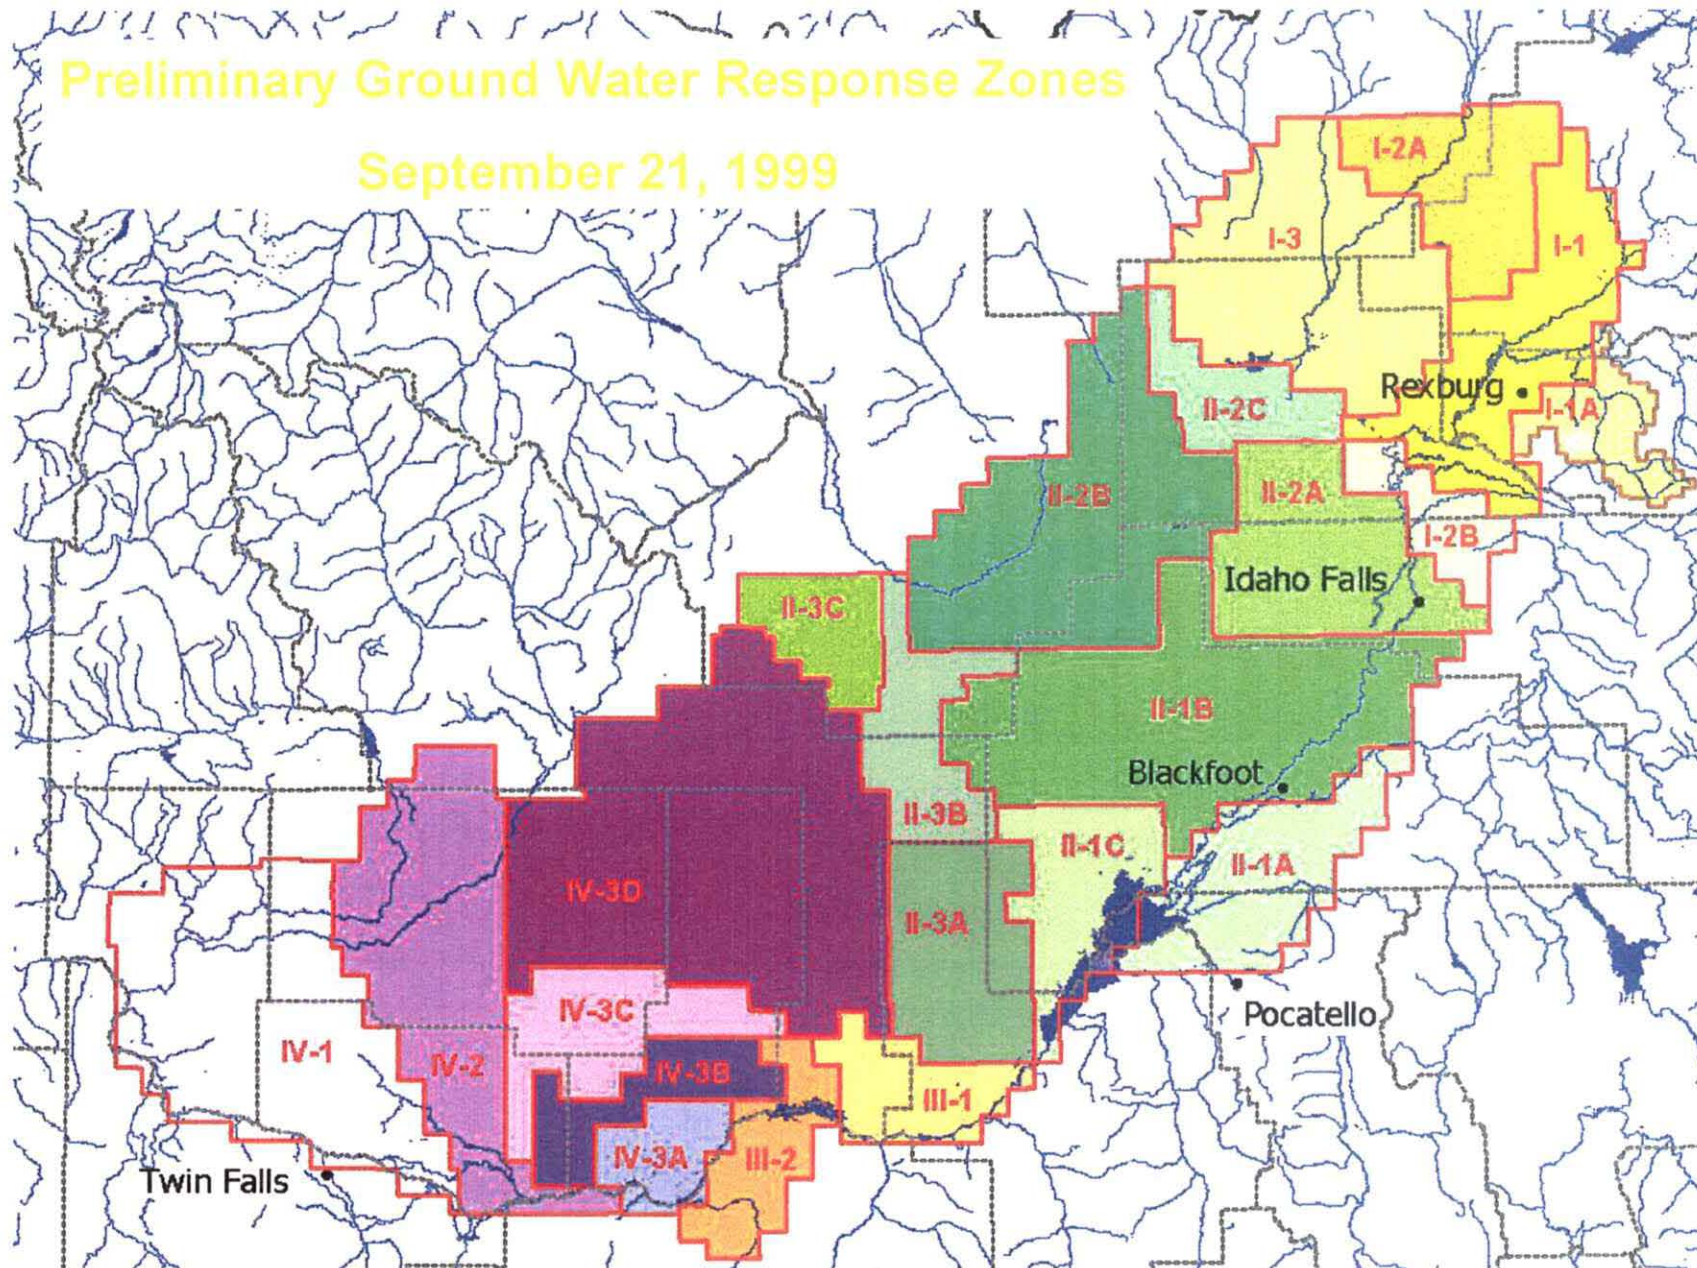 Preliminary Ground Water Response Zones
September 21, 1999
I-2A
I-3
I-1
Rexburg
I-1A
II-2C
II-2B
II-2A
I-2B
Idaho Falls
II-3C
II-1B
Blackfoot
II-3B
II-1C
II-1A
IV-3D
II-3A
IV-3C
Pocatello
IV-1
IV-2
IV-3B
III-1
IV-3A
III-2
Twin Falls